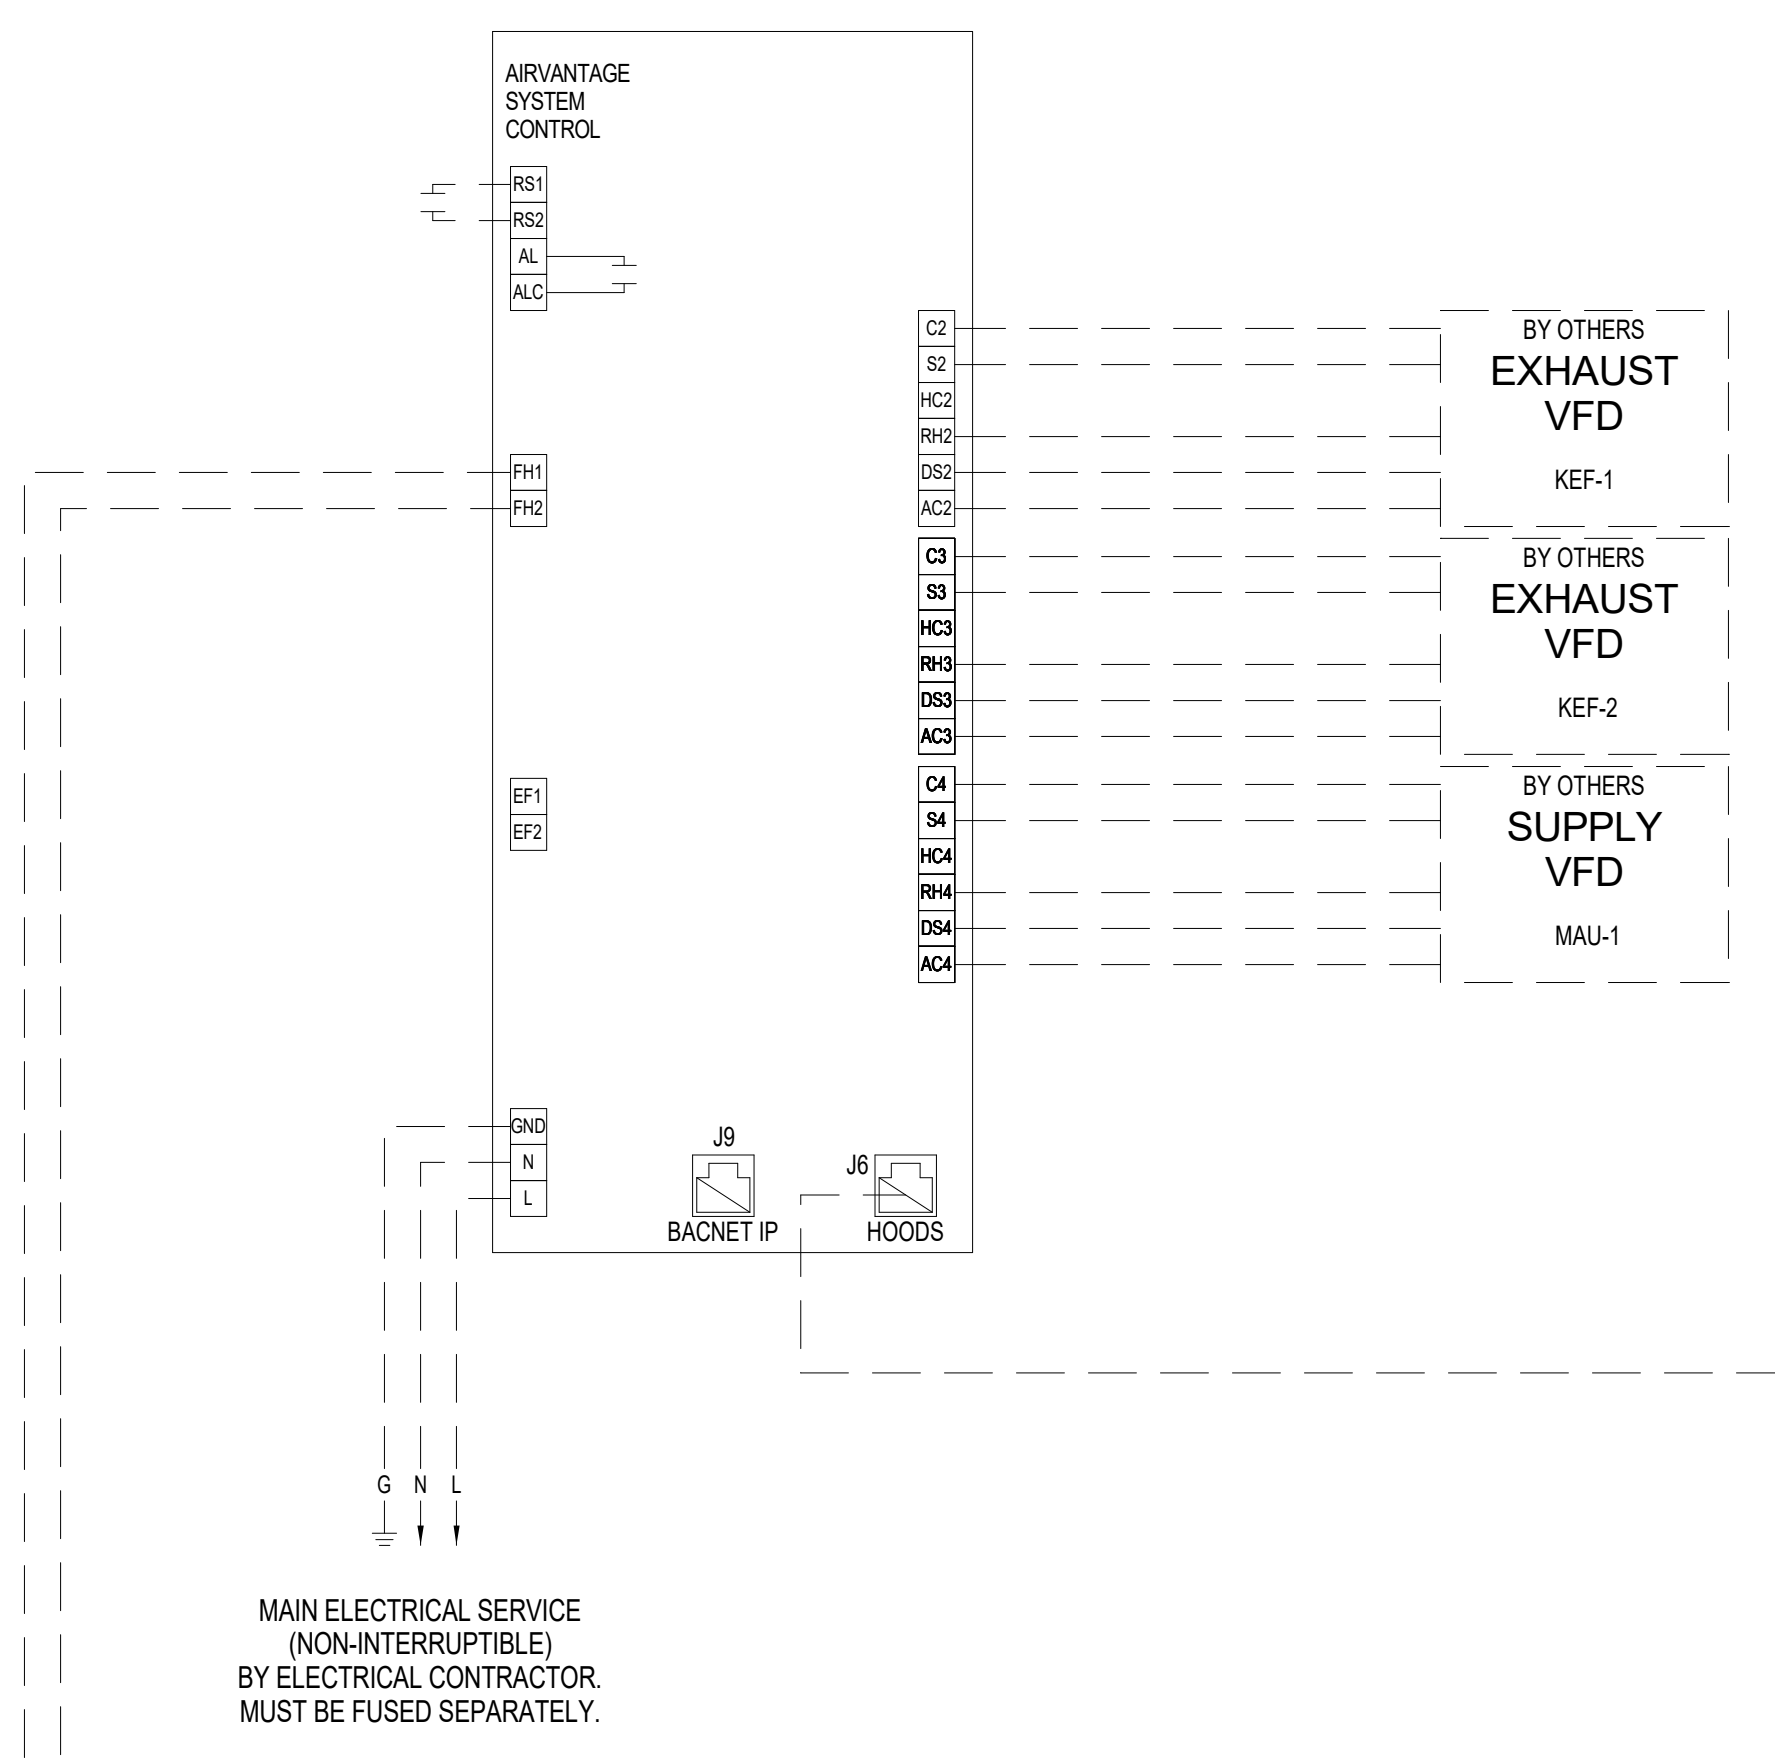 AIRVANTAGE
SYSTEM
CONTROL
RS1
RS2
AL
ALC
FH1
FH2
EF1
EF2
GND
N
L
C2
S2
HC2
RH2
DS2
AC2
C3
S3
HC3
RH3
DS3
AC3
C4
S4
HC4
RH4
DS4
AC4
BY OTHERS
EXHAUST
VFD
KEF-1
BY OTHERS
EXHAUST
VFD
KEF-2
BY OTHERS
SUPPLY
VFD
MAU-1
J9
BACNET IP
J6
HOODS
G N L
MAIN ELECTRICAL SERVICE
(NON-INTERRUPTIBLE)
BY ELECTRICAL CONTRACTOR.
MUST BE FUSED SEPARATELY.